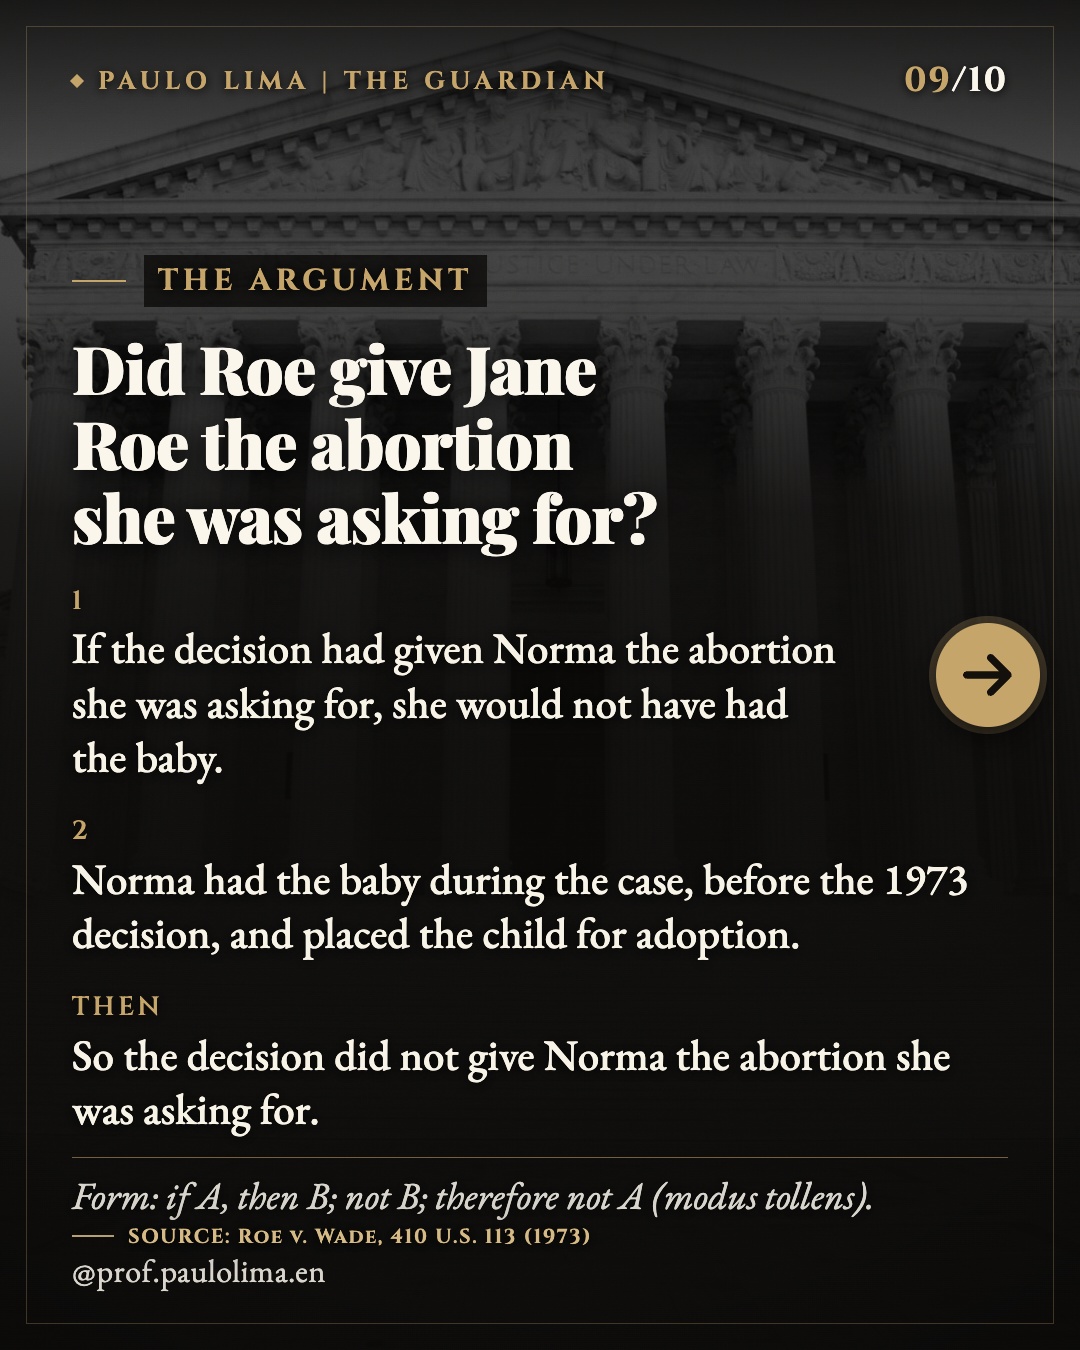 ◆ PAULO LIMA | THE GUARDIAN
09/10
THE ARGUMENT
Did Roe give Jane
Roe the abortion
she was asking for?
1
If the decision had given Norma the abortion
she was asking for, she would not have had
the baby.
2
Norma had the baby during the case, before the 1973
decision, and placed the child for adoption.
THEN
So the decision did not give Norma the abortion she
was asking for.
Form: if A, then B; not B; therefore not A (modus tollens).
SOURCE: ROE V. WADE, 410 U.S. 113 (1973)
@prof.paulolima.en